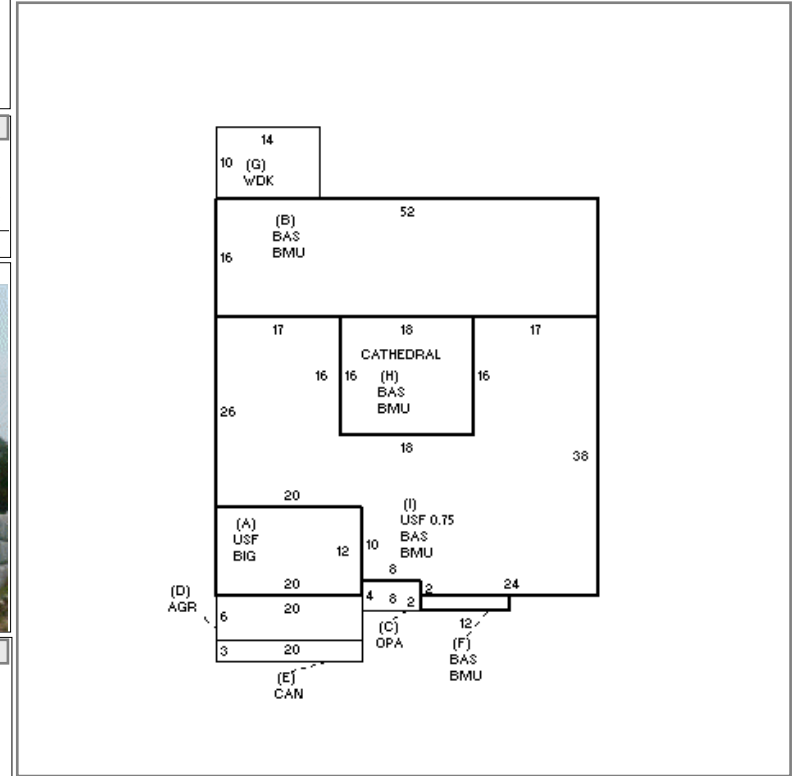 14
10 (G)
WDK
52
(B)
BAS
BMU
16
17 18 17
CATHEDRAL
16 16 (H) 16
BAS
BMU
26
18
38
20
(A)
USF
BIG
12 10
(I)
USF 0.75
BAS
BMU
8
20 2 24
(D)
AGR
6 20
4 8 2
(C)
OPA
12
(F)
BAS
BMU
3 20
(E)
CAN